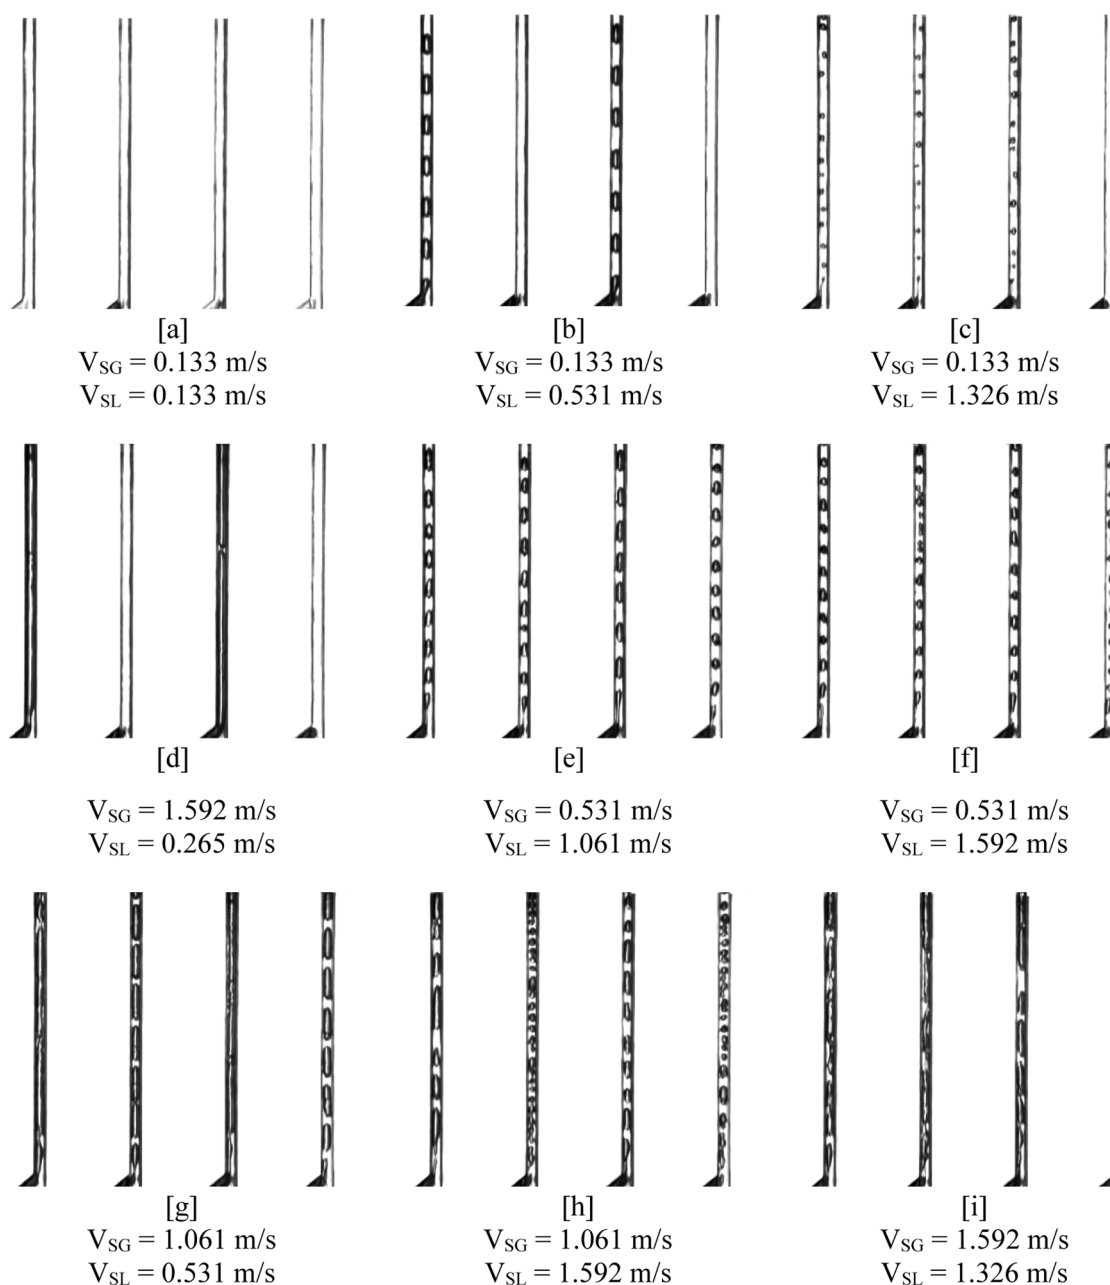 [a] [b] [c]
V_SG = 0.133 m/s V_SG = 0.133 m/s V_SG = 0.133 m/s
V_SL = 0.133 m/s V_SL = 0.531 m/s V_SL = 1.326 m/s
[d] [e] [f]
V_SG = 1.592 m/s V_SG = 0.531 m/s V_SG = 0.531 m/s
V_SL = 0.265 m/s V_SL = 1.061 m/s V_SL = 1.592 m/s
[g] [h] [i]
V_SG = 1.061 m/s V_SG = 1.061 m/s V_SG = 1.592 m/s
V_SL = 0.531 m/s V_SL = 1.592 m/s V_SL = 1.326 m/s